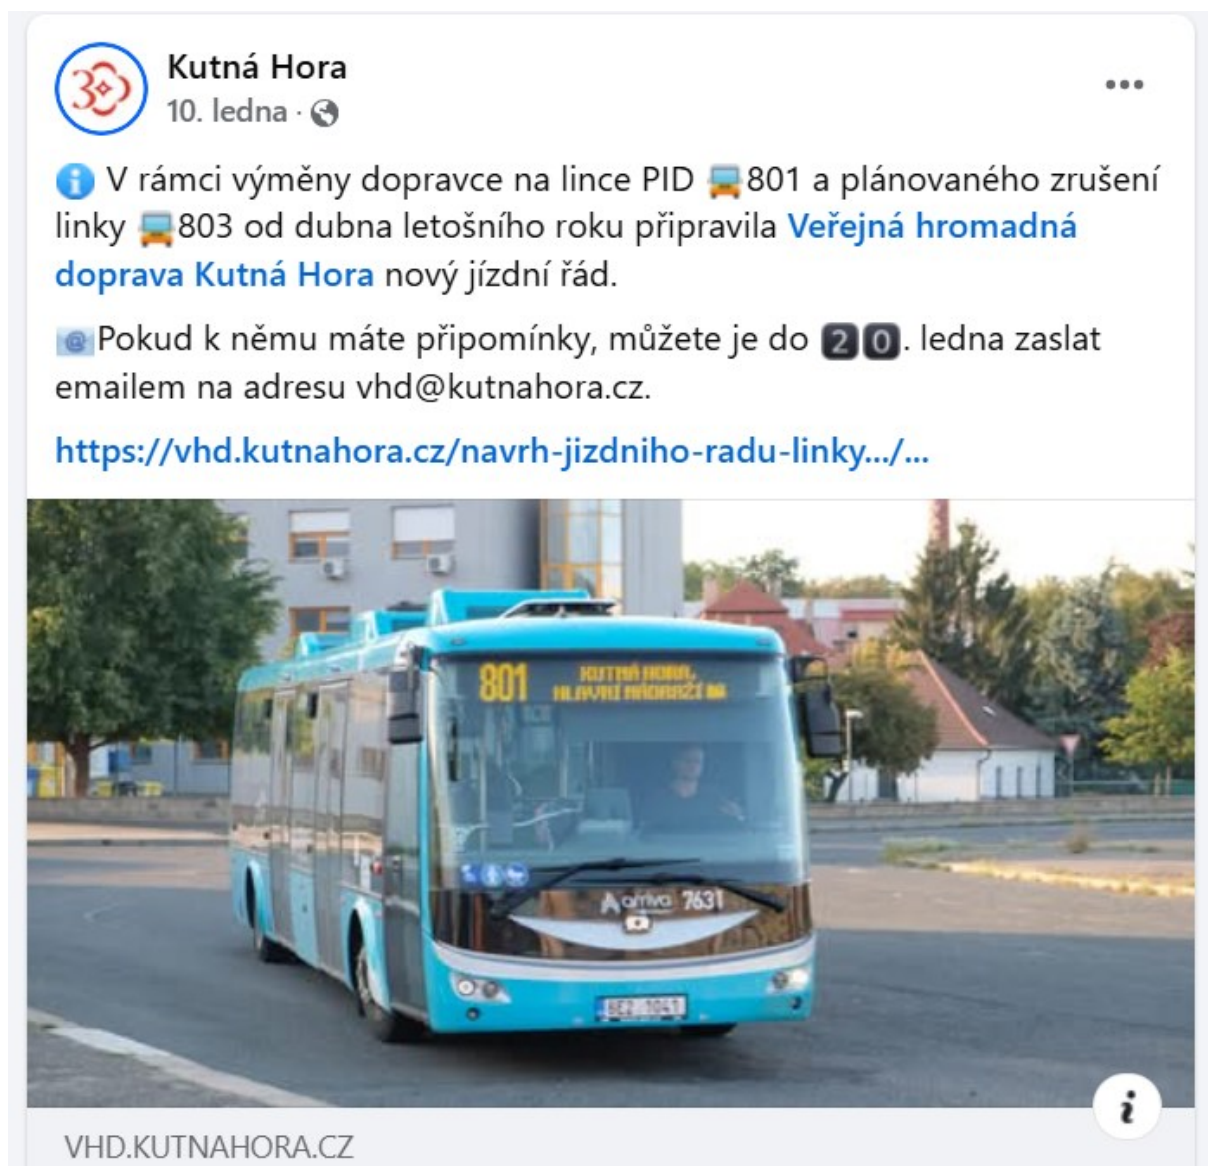 Kutná Hora
10. ledna ·
V rámci výměny dopravce na lince PID 801 a plánovaného zrušení
linky 803 od dubna letošního roku připravila Veřejná hromadná
doprava Kutná Hora nový jízdní řád.
Pokud k němu máte připomínky, můžete je do 20. ledna zaslat
emailem na adresu vhd@kutnahora.cz.
https://vhd.kutnahora.cz/navrh-jizdniho-radu-linky.../...
801 KUTNÁ HORA,
HLAVNÍ NÁDRAŽÍ
arriva 7631
6E2 1041
VHD.KUTNAHORA.CZ